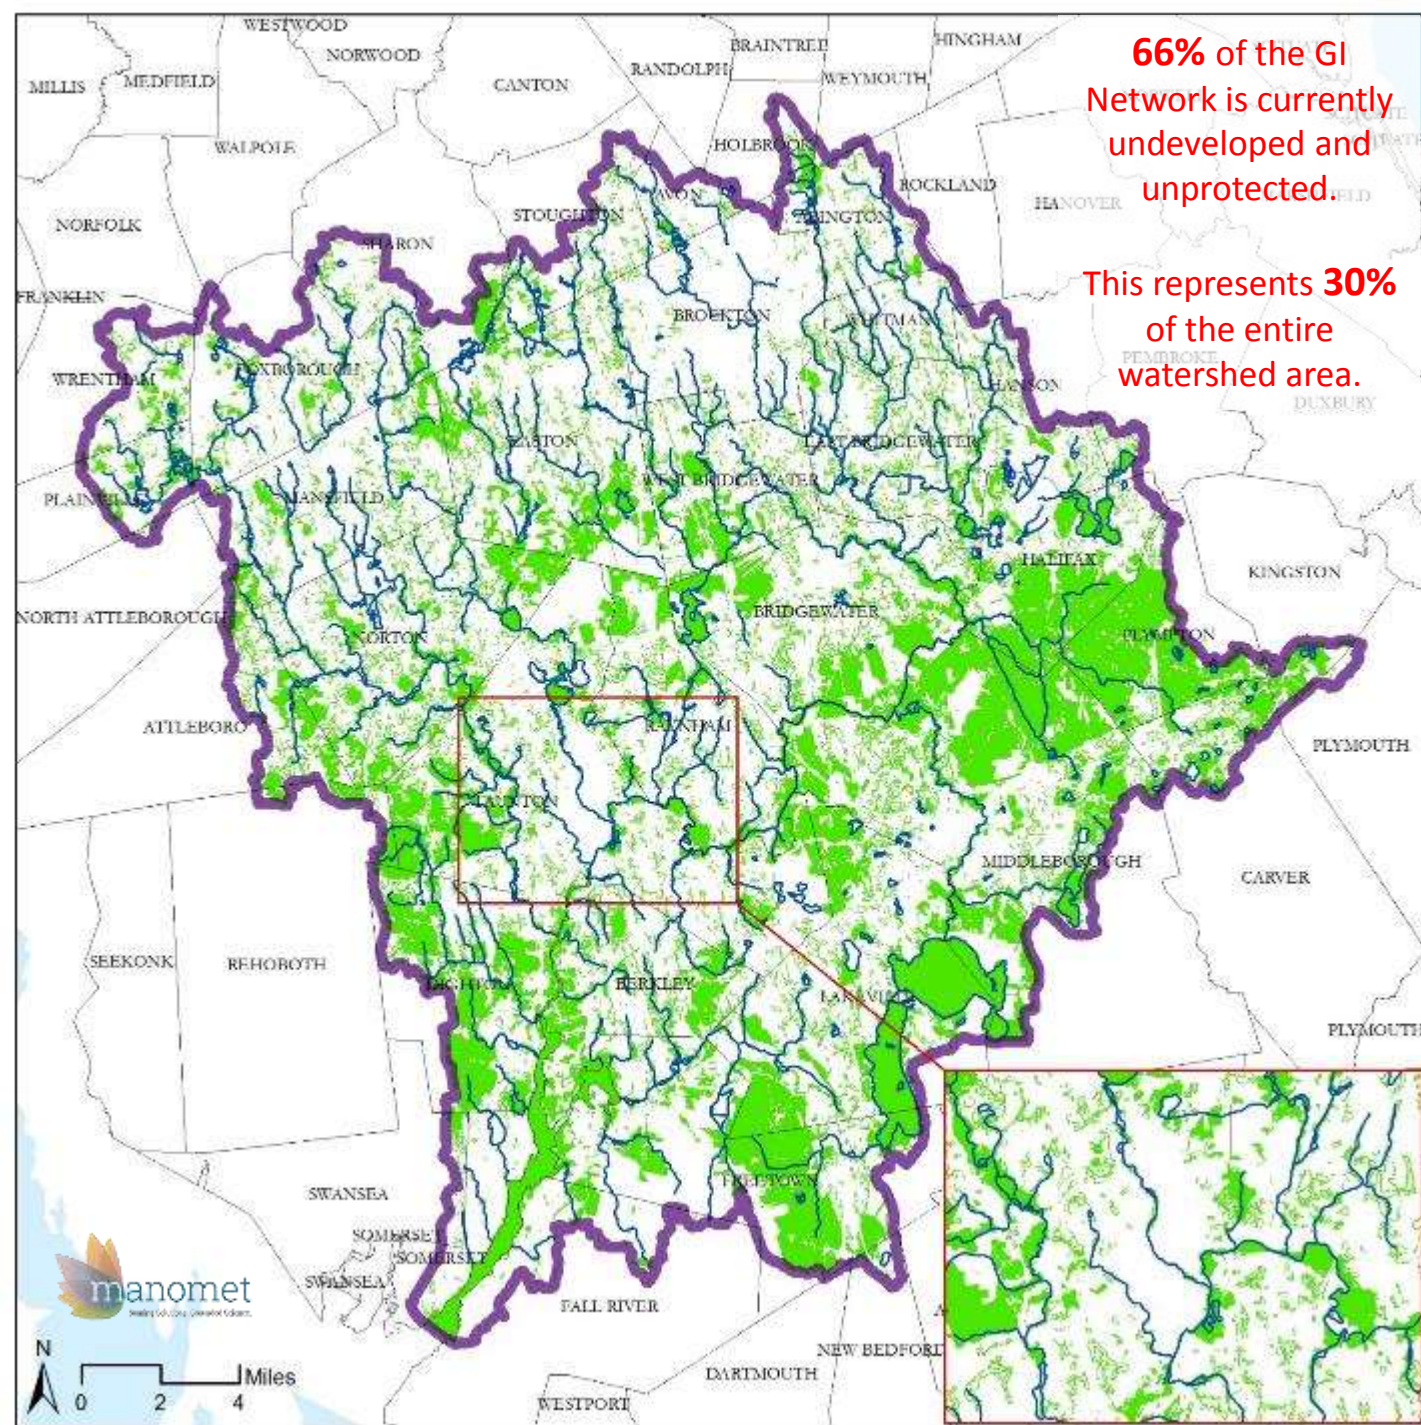 WESTWOOD
NORWOOD
BRAINTREE
HINGHAM
MILLIS
MEDFIELD
CANTON
RANDOLPH
WEYMOUTH
66% of the GI
Network is currently
undeveloped and
unprotected.
WALPOLE
HOLBROOK
ROCKLAND
HANOVER
NORFOLK
STOUGHTON
AVON
ABINGTON
SHARON
This represents 30%
of the entire
watershed area.
FRANKLIN
BROCKTON
WHITMAN
PEMBROKE
WRENTHAM
FOXBOROUGH
HANSON
DUXBURY
EASTON
EAST BRIDGEWATER
PLAINVILLE
MANSFIELD
WEST BRIDGEWATER
HALIFAX
KINGSTON
NORTH ATTLEBOROUGH
NORTON
BRIDGEWATER
PLYMPTON
ATTLEBORO
RAYNHAM
PLYMOUTH
TAUNTON
MIDDLEBOROUGH
CARVER
SEEKONK
REHOBOTH
DIGHTON
BERKLEY
LAKEVILLE
PLYMOUTH
FREETOWN
SWANSEA
SOMERSET
SOMERSET
SWANSEA
manomet
FALL RIVER
NEW BEDFORD
DARTMOUTH
WESTPORT
N
Miles
0 2 4